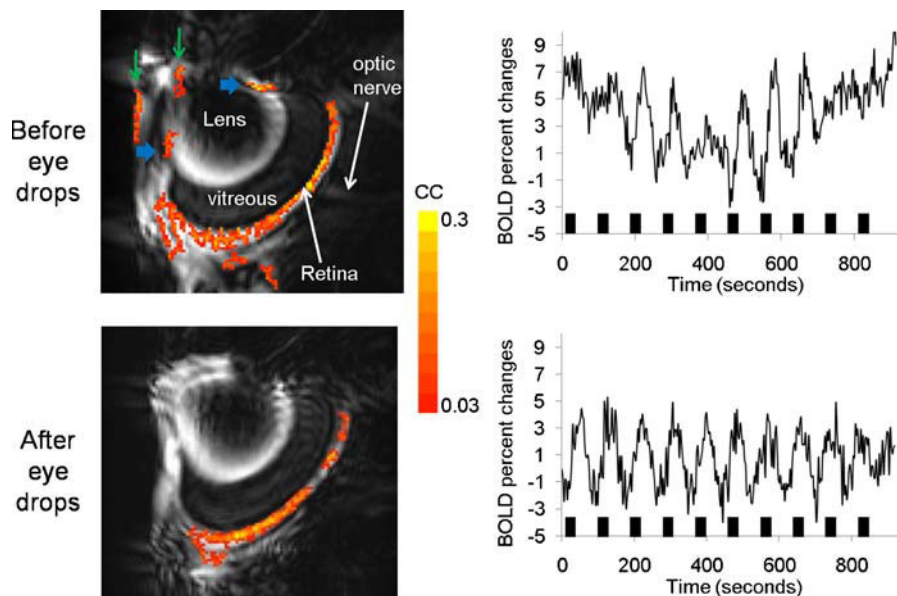 Before
eye
drops
Lens
vitreous
optic
nerve
Retina
CC
0.3
0.03
BOLD percent changes
9
7
5
3
1
-1
-3
-5
0 200 400 600 800
Time (seconds)
After
eye
drops
BOLD percent changes
9
7
5
3
1
-1
-3
-5
0 200 400 600 800
Time (seconds)